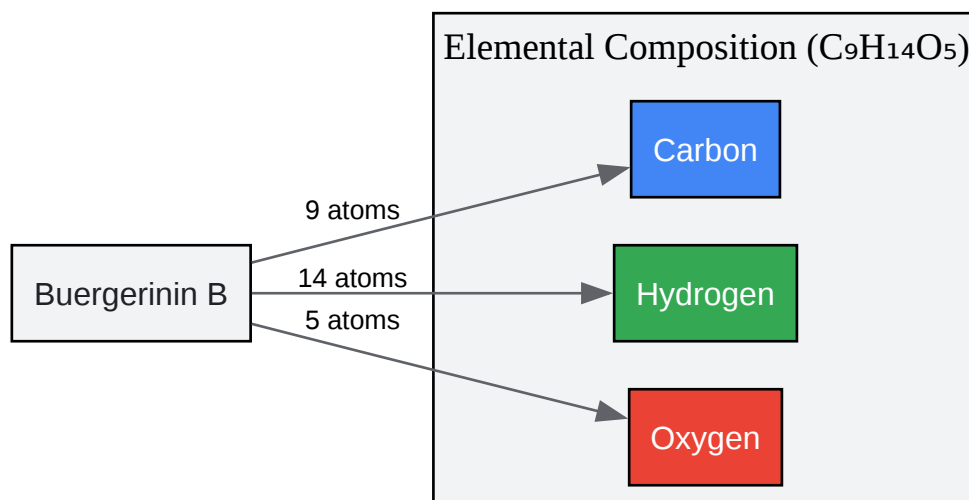 Elemental Composition (C₉H₁₄O₅)
Carbon
9 atoms
Buergerinin B
14 atoms
Hydrogen
5 atoms
Oxygen